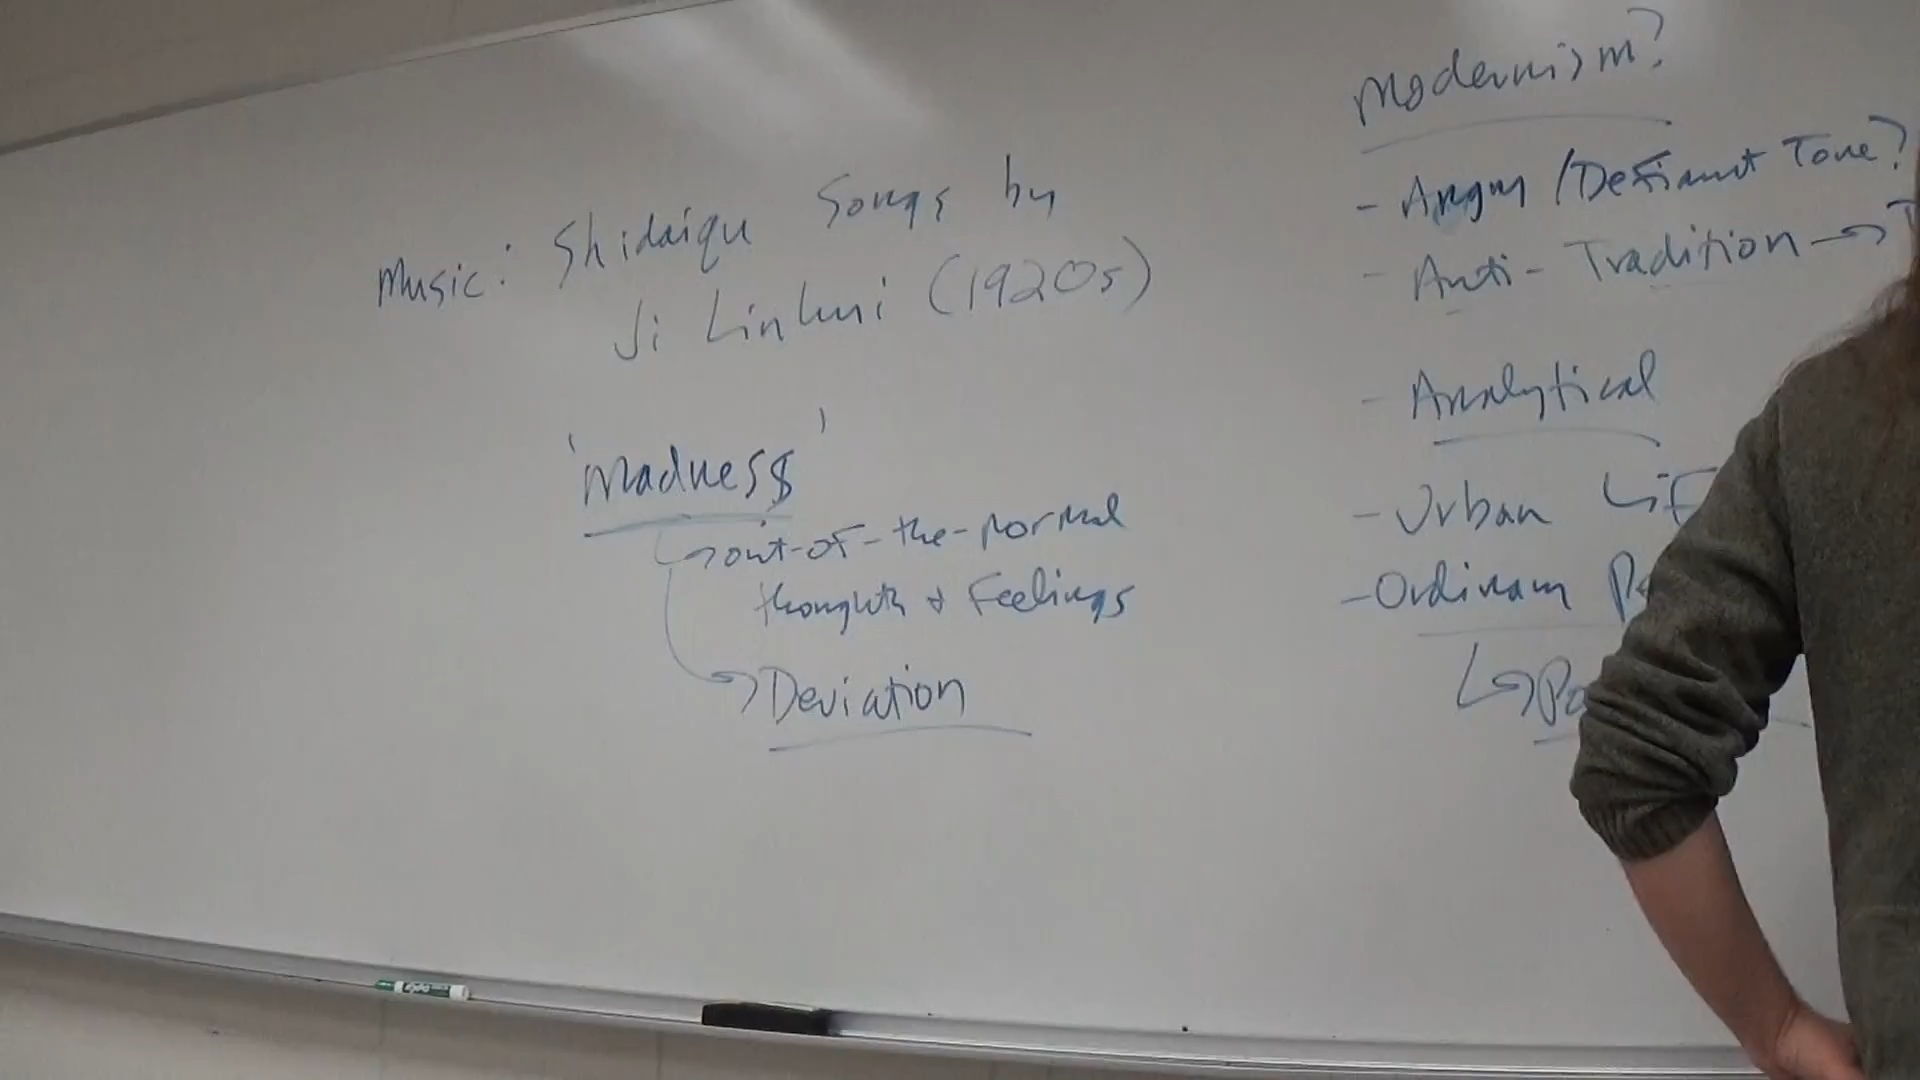 Music: Shidaiqu Songs by
Ji Linhui (1920s)
'Madness'
out-of-the-normal
thoughts & Feelings
Deviation
Modernism?
- Angry / Defiant Tone?
- Anti-Tradition →
- Analytical
- Urban Lif
- Ordinary